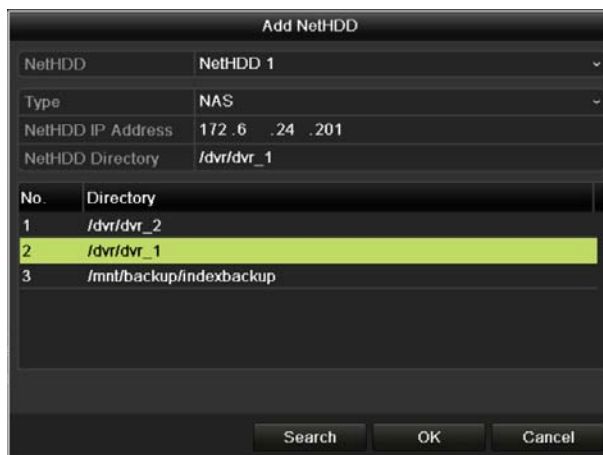 Add NetHDD
NetHDD NetHDD 1
Type NAS
NetHDD IP Address 172 .6 .24 .201
NetHDD Directory /dvr/dvr_1
No. Directory
1 /dvr/dvr_2
2 /dvr/dvr_1
3 /mnt/backup/indexbackup
Search OK Cancel